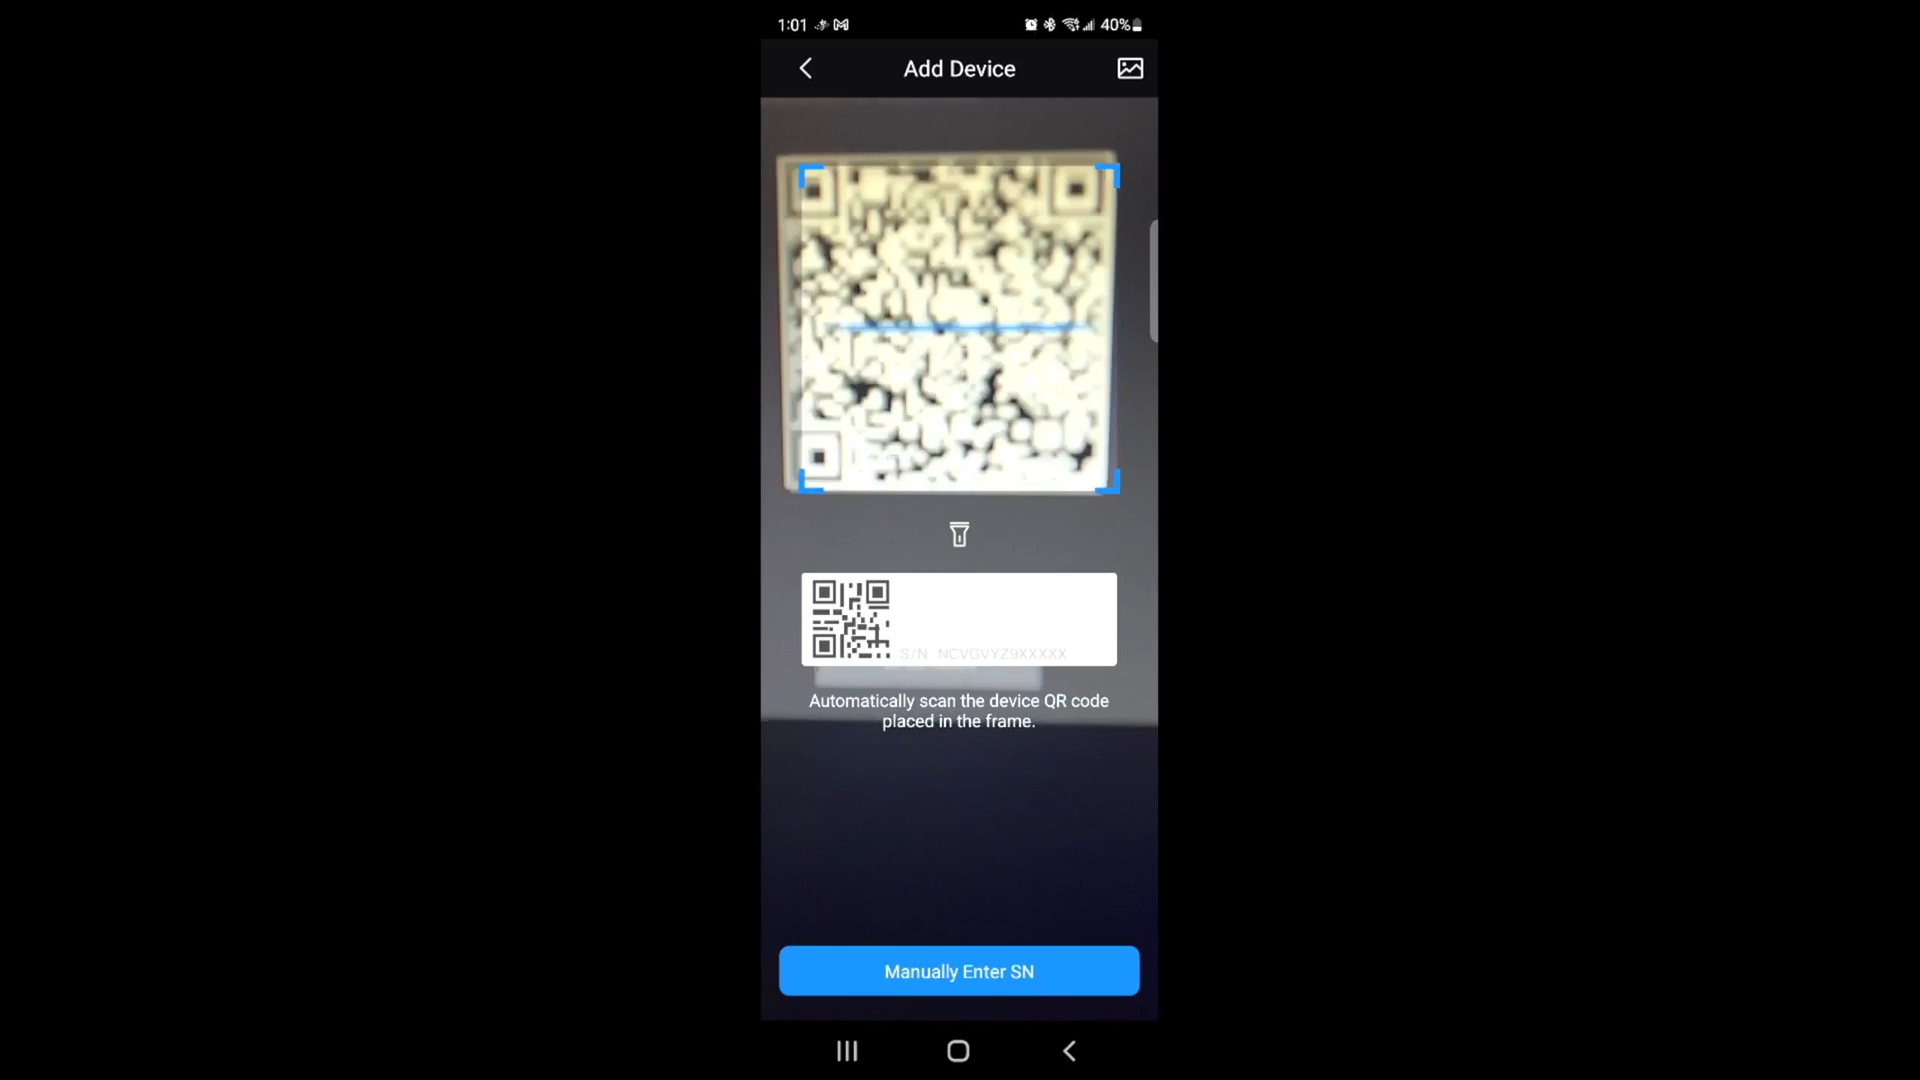 1:01
40%
Add Device
S/N NCVGVYZ9XXXXX
Automatically scan the device QR code
placed in the frame.
Manually Enter SN